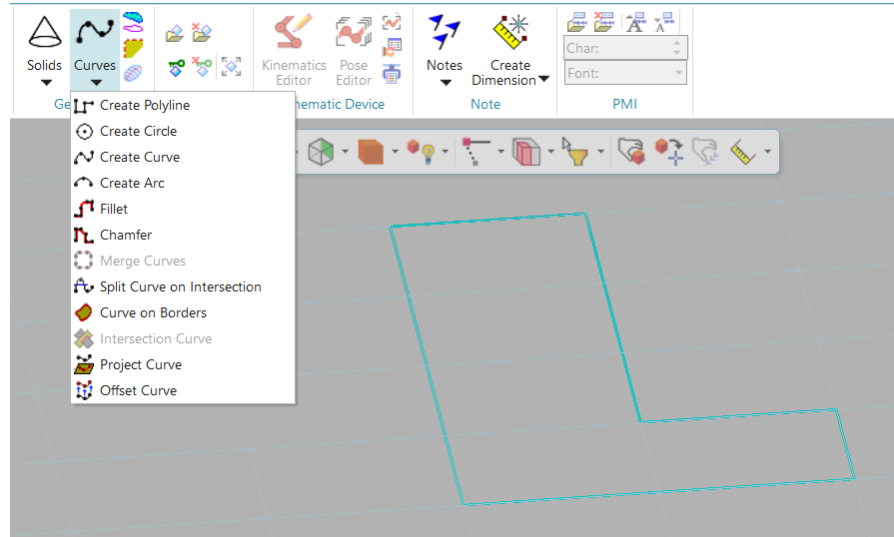 Solids
Curves
Kinematics
Editor
Pose
Editor
Notes
Create
Dimension
Char:
Font:
Ge
nematic Device
Note
PMI
Create Polyline
Create Circle
Create Curve
Create Arc
Fillet
Chamfer
Merge Curves
Split Curve on Intersection
Curve on Borders
Intersection Curve
Project Curve
Offset Curve